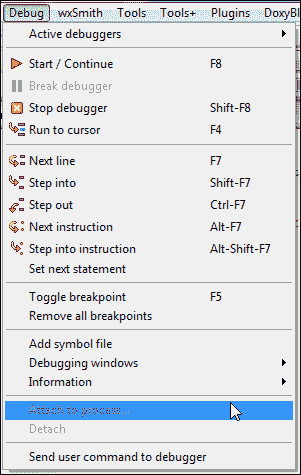 Debug wxSmith Tools Tools+ Plugins DoxyBl
Active debuggers
Start / Continue F8
Break debugger
Stop debugger Shift-F8
Run to cursor F4
Next line F7
Step into Shift-F7
Step out Ctrl-F7
Next instruction Alt-F7
Step into instruction Alt-Shift-F7
Set next statement
Toggle breakpoint F5
Remove all breakpoints
Add symbol file
Debugging windows
Information
Attach to process...
Detach
Send user command to debugger